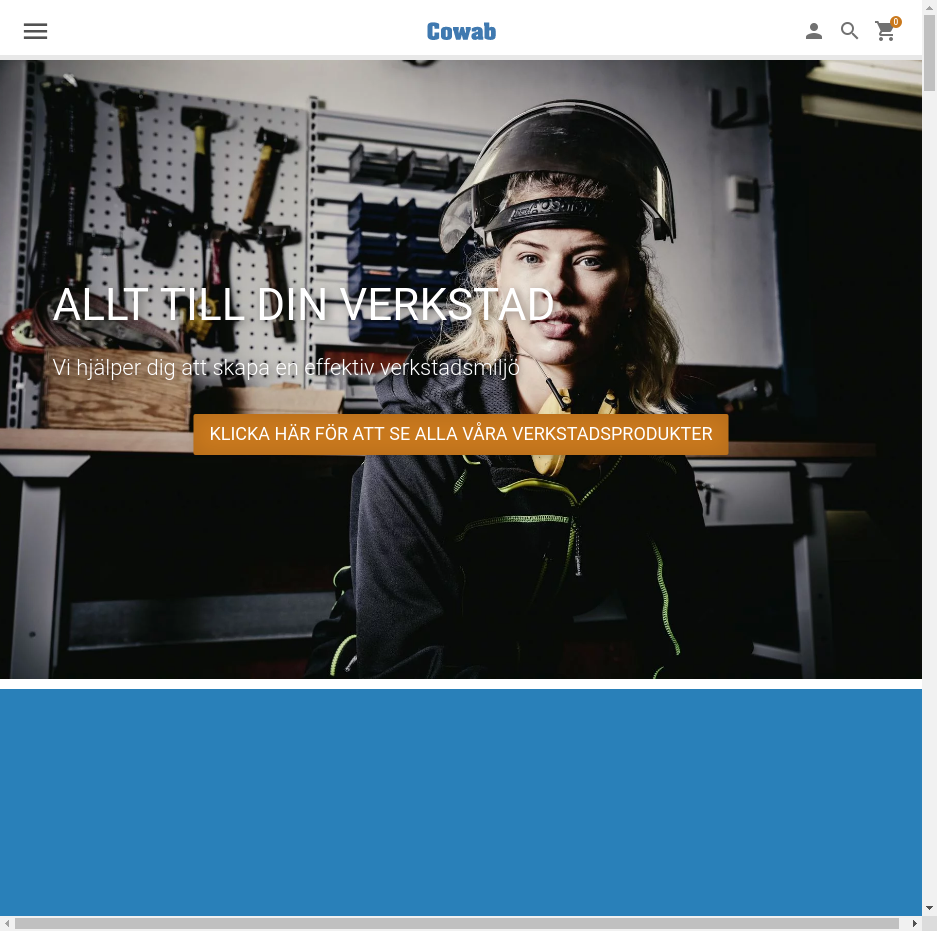 Cowab
0
ALLT TILL DIN VERKSTAD
Vi hjälper dig att skapa en effektiv verkstadsmiljö
KLICKA HÄR FÖR ATT SE ALLA VÅRA VERKSTADSPRODUKTER